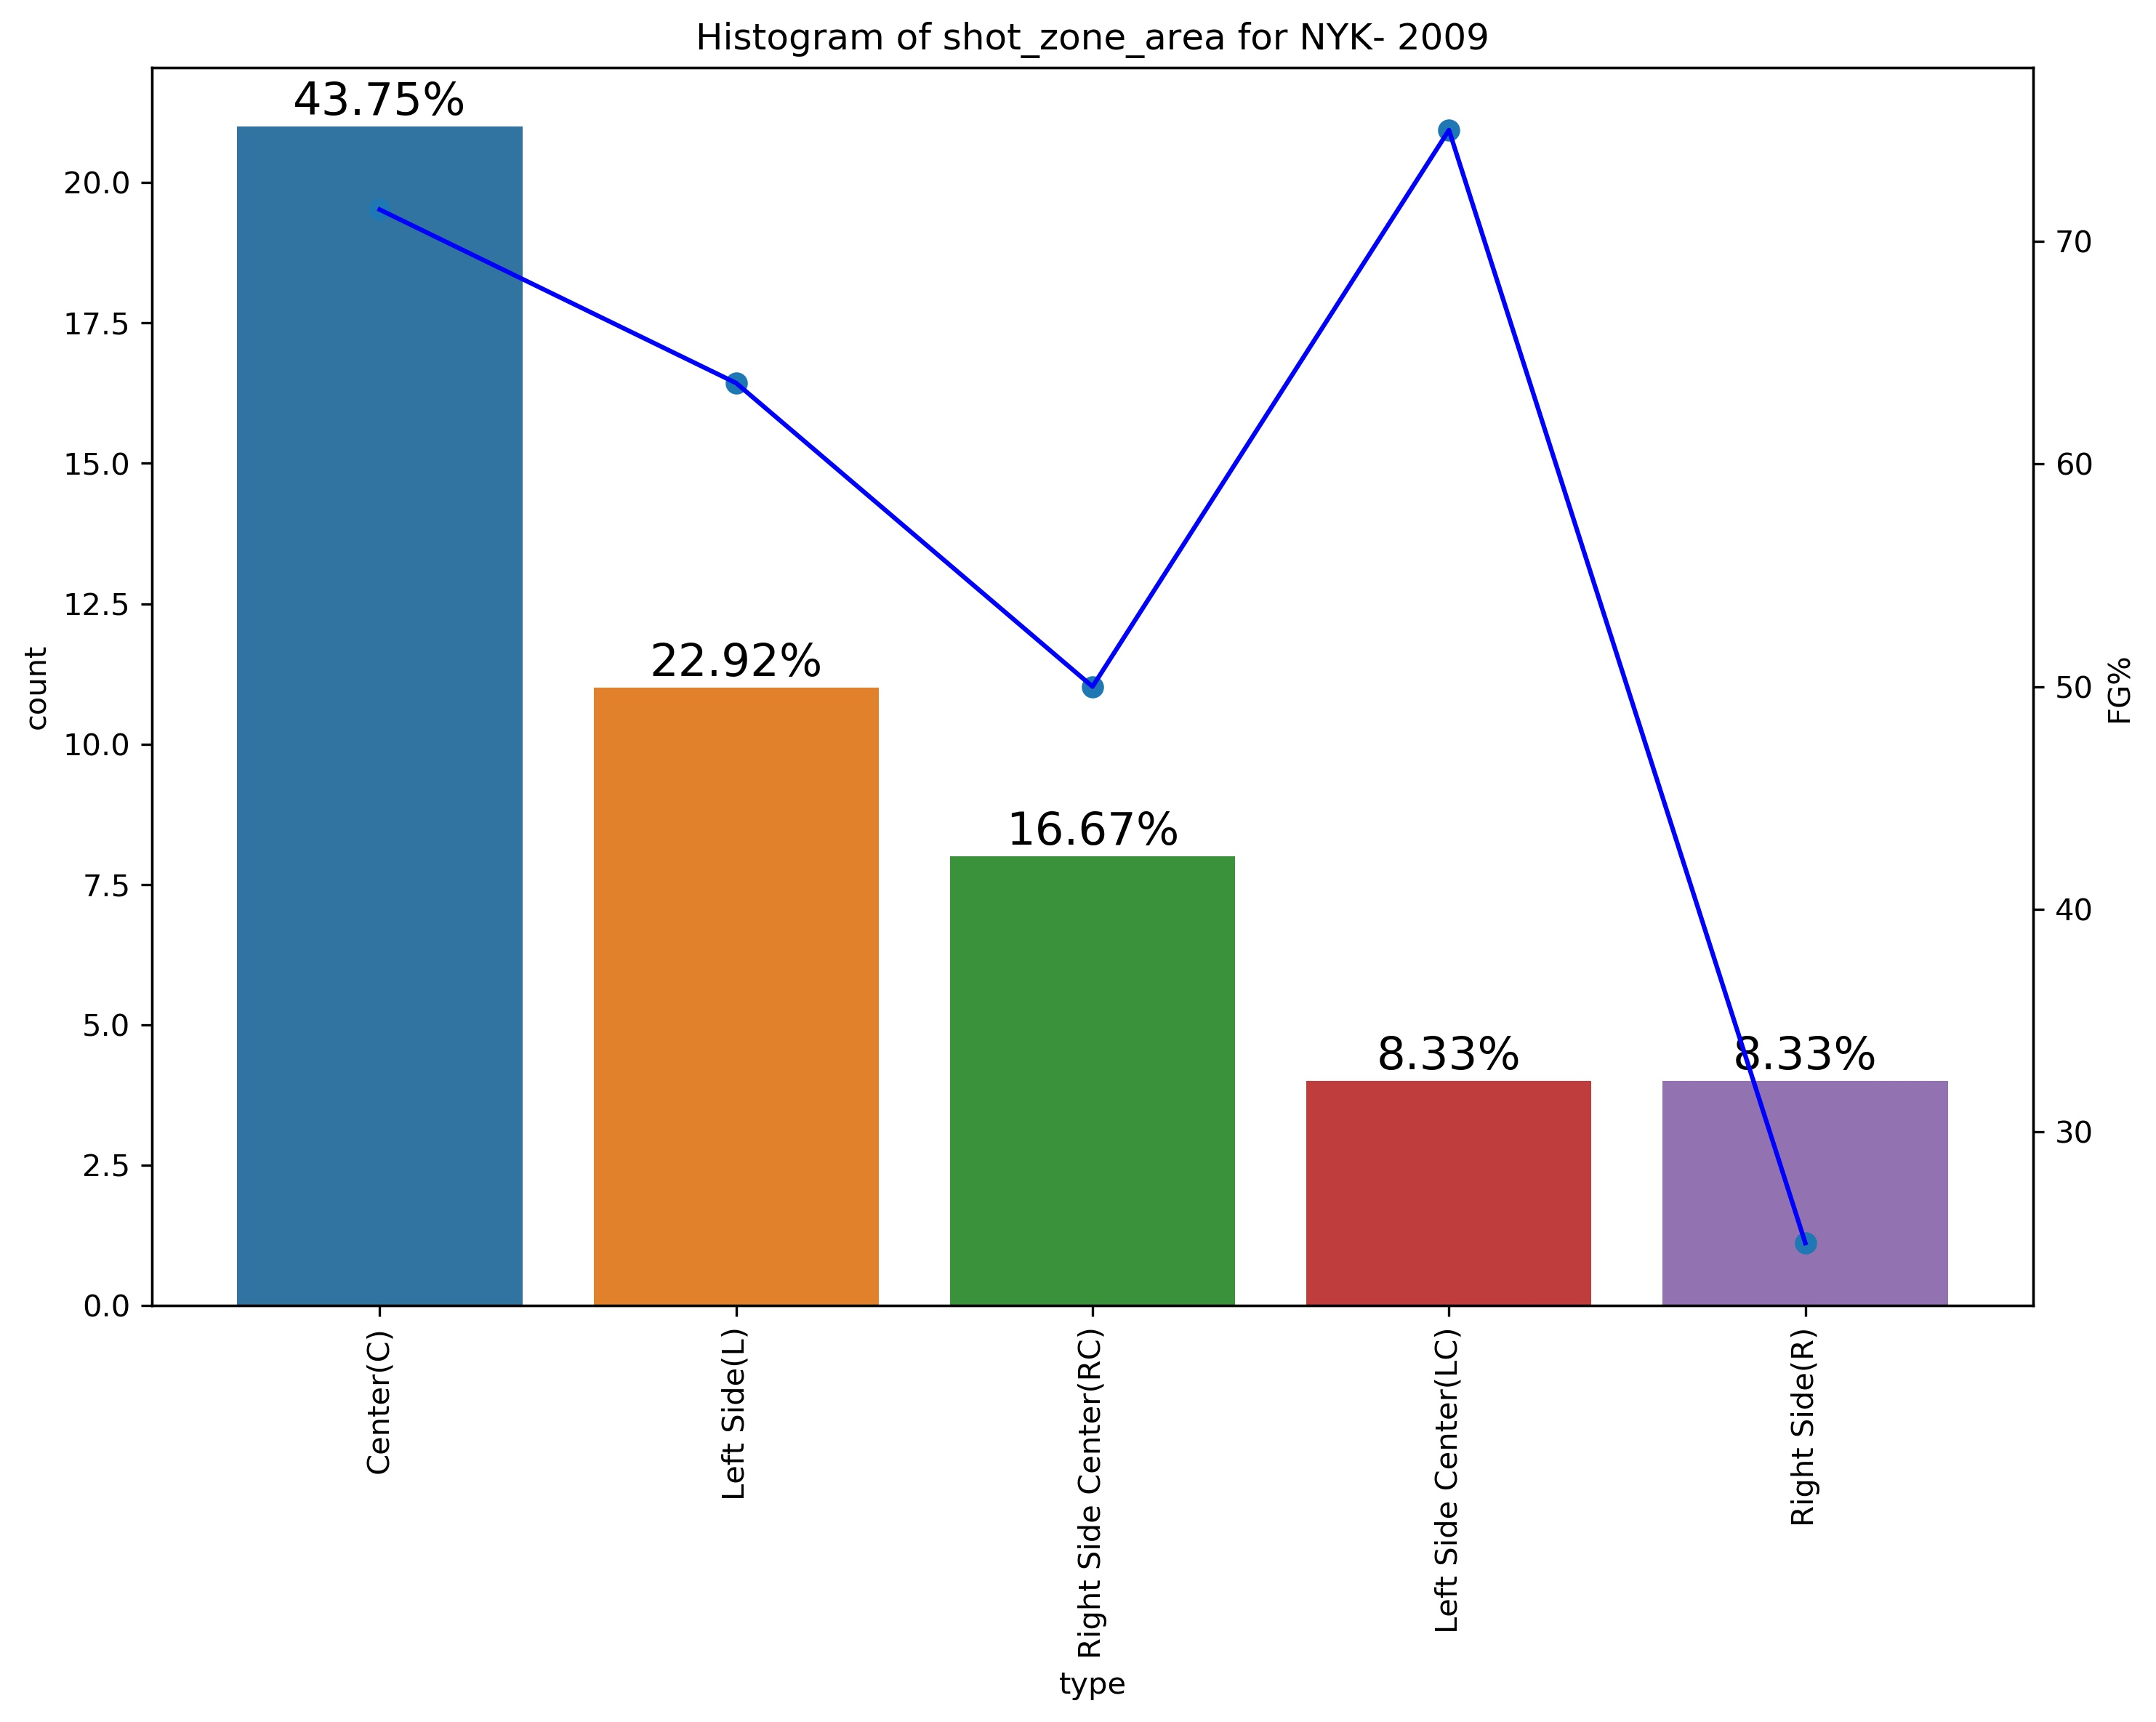 Histogram of shot_zone_area for NYK- 2009
43.75%
22.92%
16.67%
8.33%
8.33%
20.0
17.5
15.0
12.5
10.0
7.5
5.0
2.5
0.0
count
70
60
50
40
30
FG%
Center(C)
Left Side(L)
Right Side Center(RC)
Left Side Center(LC)
Right Side(R)
type